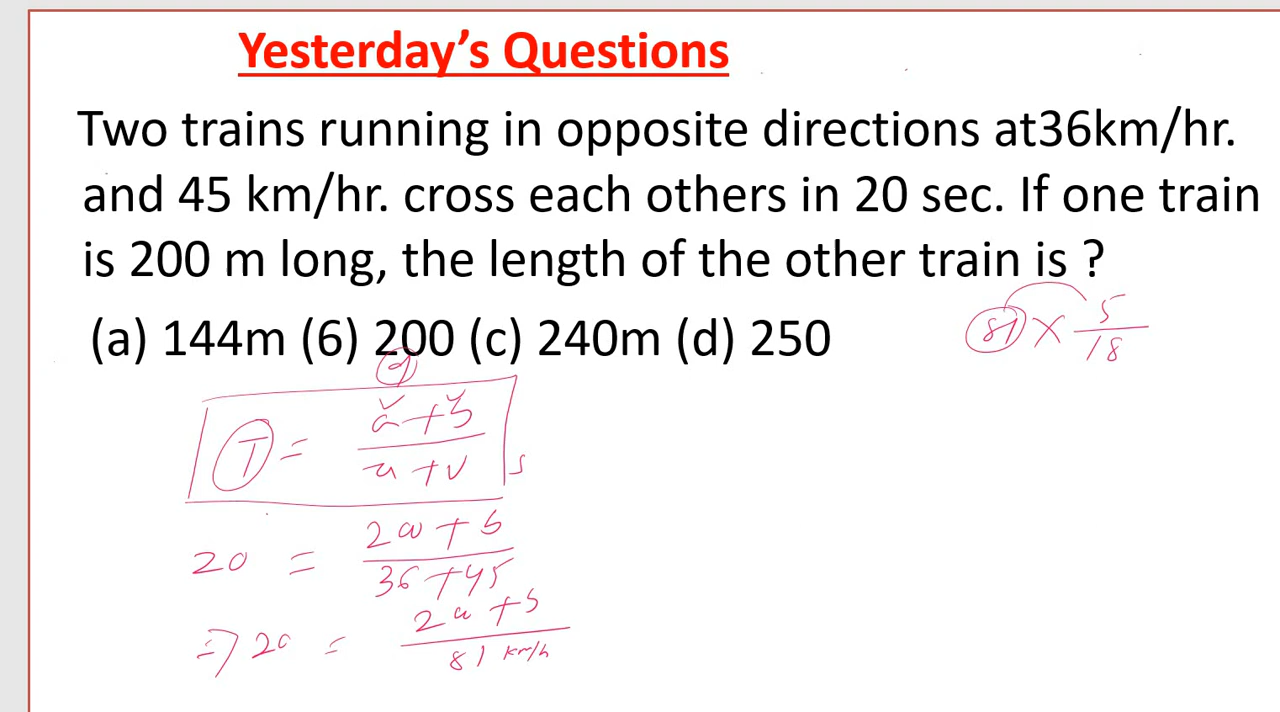 Yesterday's Questions
Two trains running in opposite directions at36km/hr.
and 45 km/hr. cross each others in 20 sec. If one train
is 200 m long, the length of the other train is ?
(a) 144m (6) 200 (c) 240m (d) 250
81 × 5/18
T = a+b / u+v s
20 = 200+b / 36+45
⇒ 20 = 200+b / 81 km/h